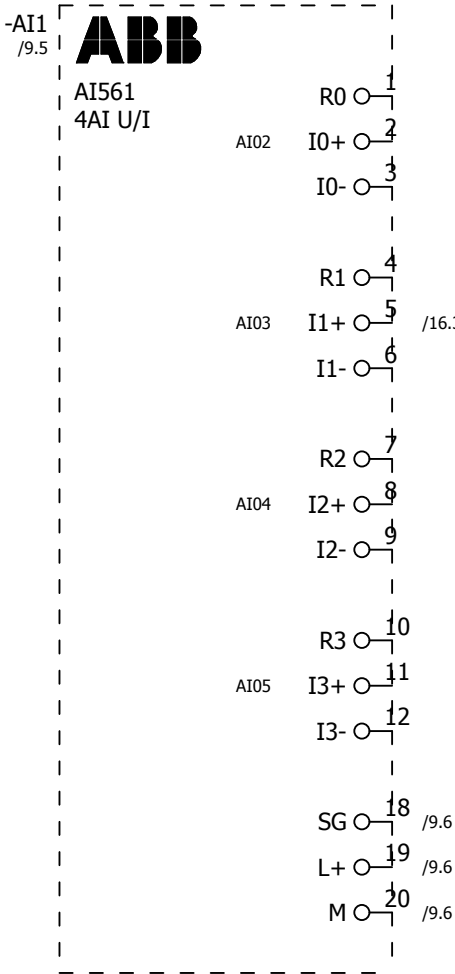 -AI1
/9.5
ABB
AI561
4AI U/I
R0 1
AI02 I0+ 2
I0- 3
R1 4
AI03 I1+ 5 /16.3
I1- 6
R2 7
AI04 I2+ 8
I2- 9
R3 10
AI05 I3+ 11
I3- 12
SG 18 /9.6
L+ 19 /9.6
M 20 /9.6